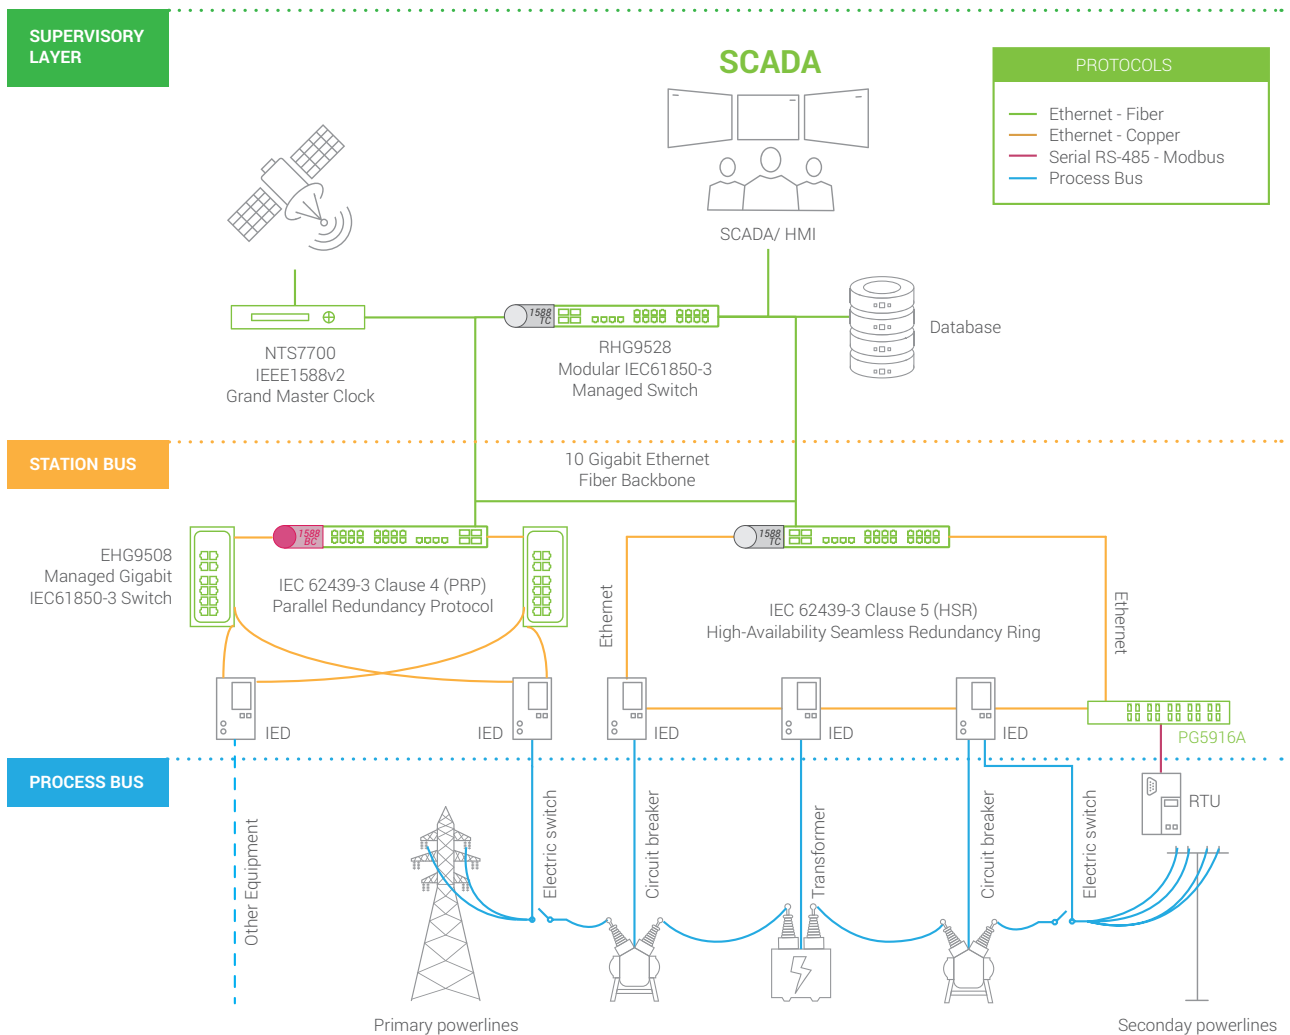 SUPERVISORY
LAYER
SCADA
PROTOCOLS
Ethernet - Fiber
Ethernet - Copper
Serial RS-485 - Modbus
Process Bus
SCADA/ HMI
1588
TC
NTS7700
IEEE1588v2
Grand Master Clock
RHG9528
Modular IEC61850-3
Managed Switch
Database
STATION BUS
10 Gigabit Ethernet
Fiber Backbone
1588
BC
1588
TC
EHG9508
Managed Gigabit
IEC61850-3 Switch
IEC 62439-3 Clause 4 (PRP)
Parallel Redundancy Protocol
Ethernet
IEC 62439-3 Clause 5 (HSR)
High-Availability Seamless Redundancy Ring
Ethernet
IED
IED
IED
IED
IED
PG5916A
PROCESS BUS
Other Equipment
Electric switch
Circuit breaker
Transformer
Circuit breaker
Electric switch
RTU
Primary powerlines
Seconday powerlines